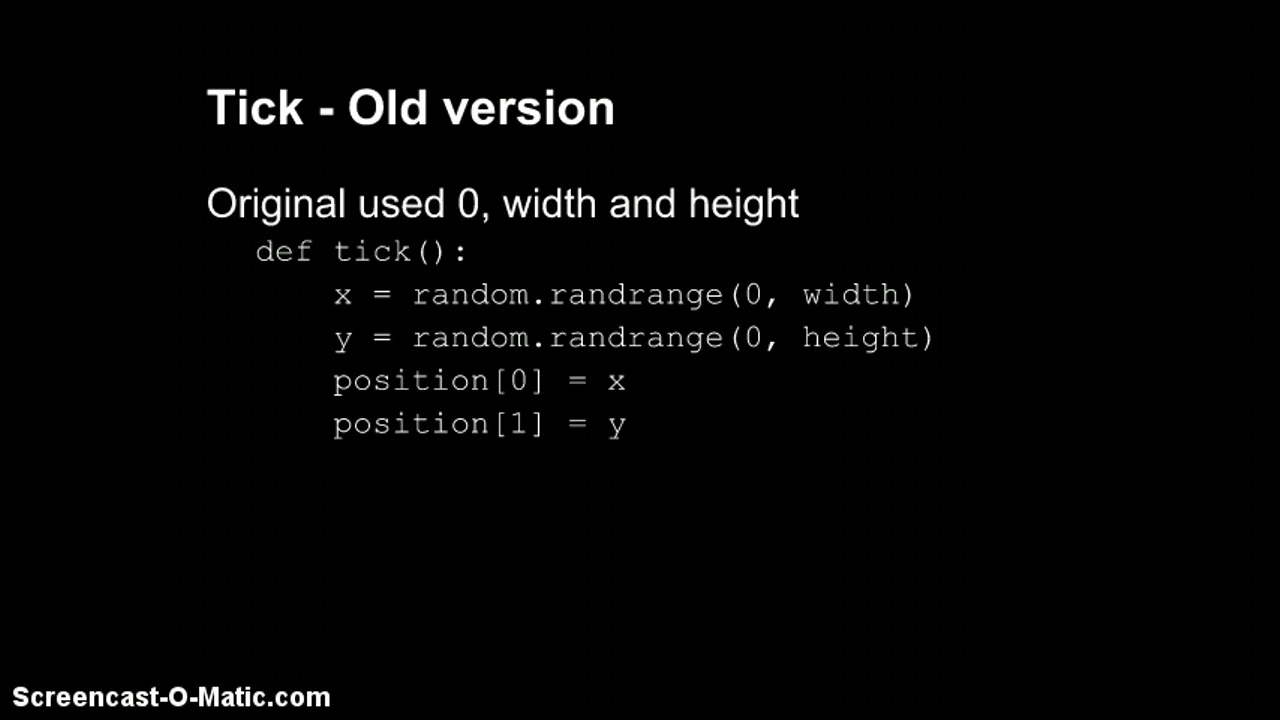 Tick - Old version
Original used 0, width and height
def tick():
    x = random.randrange(0, width)
    y = random.randrange(0, height)
    position[0] = x
    position[1] = y
Screencast-O-Matic.com